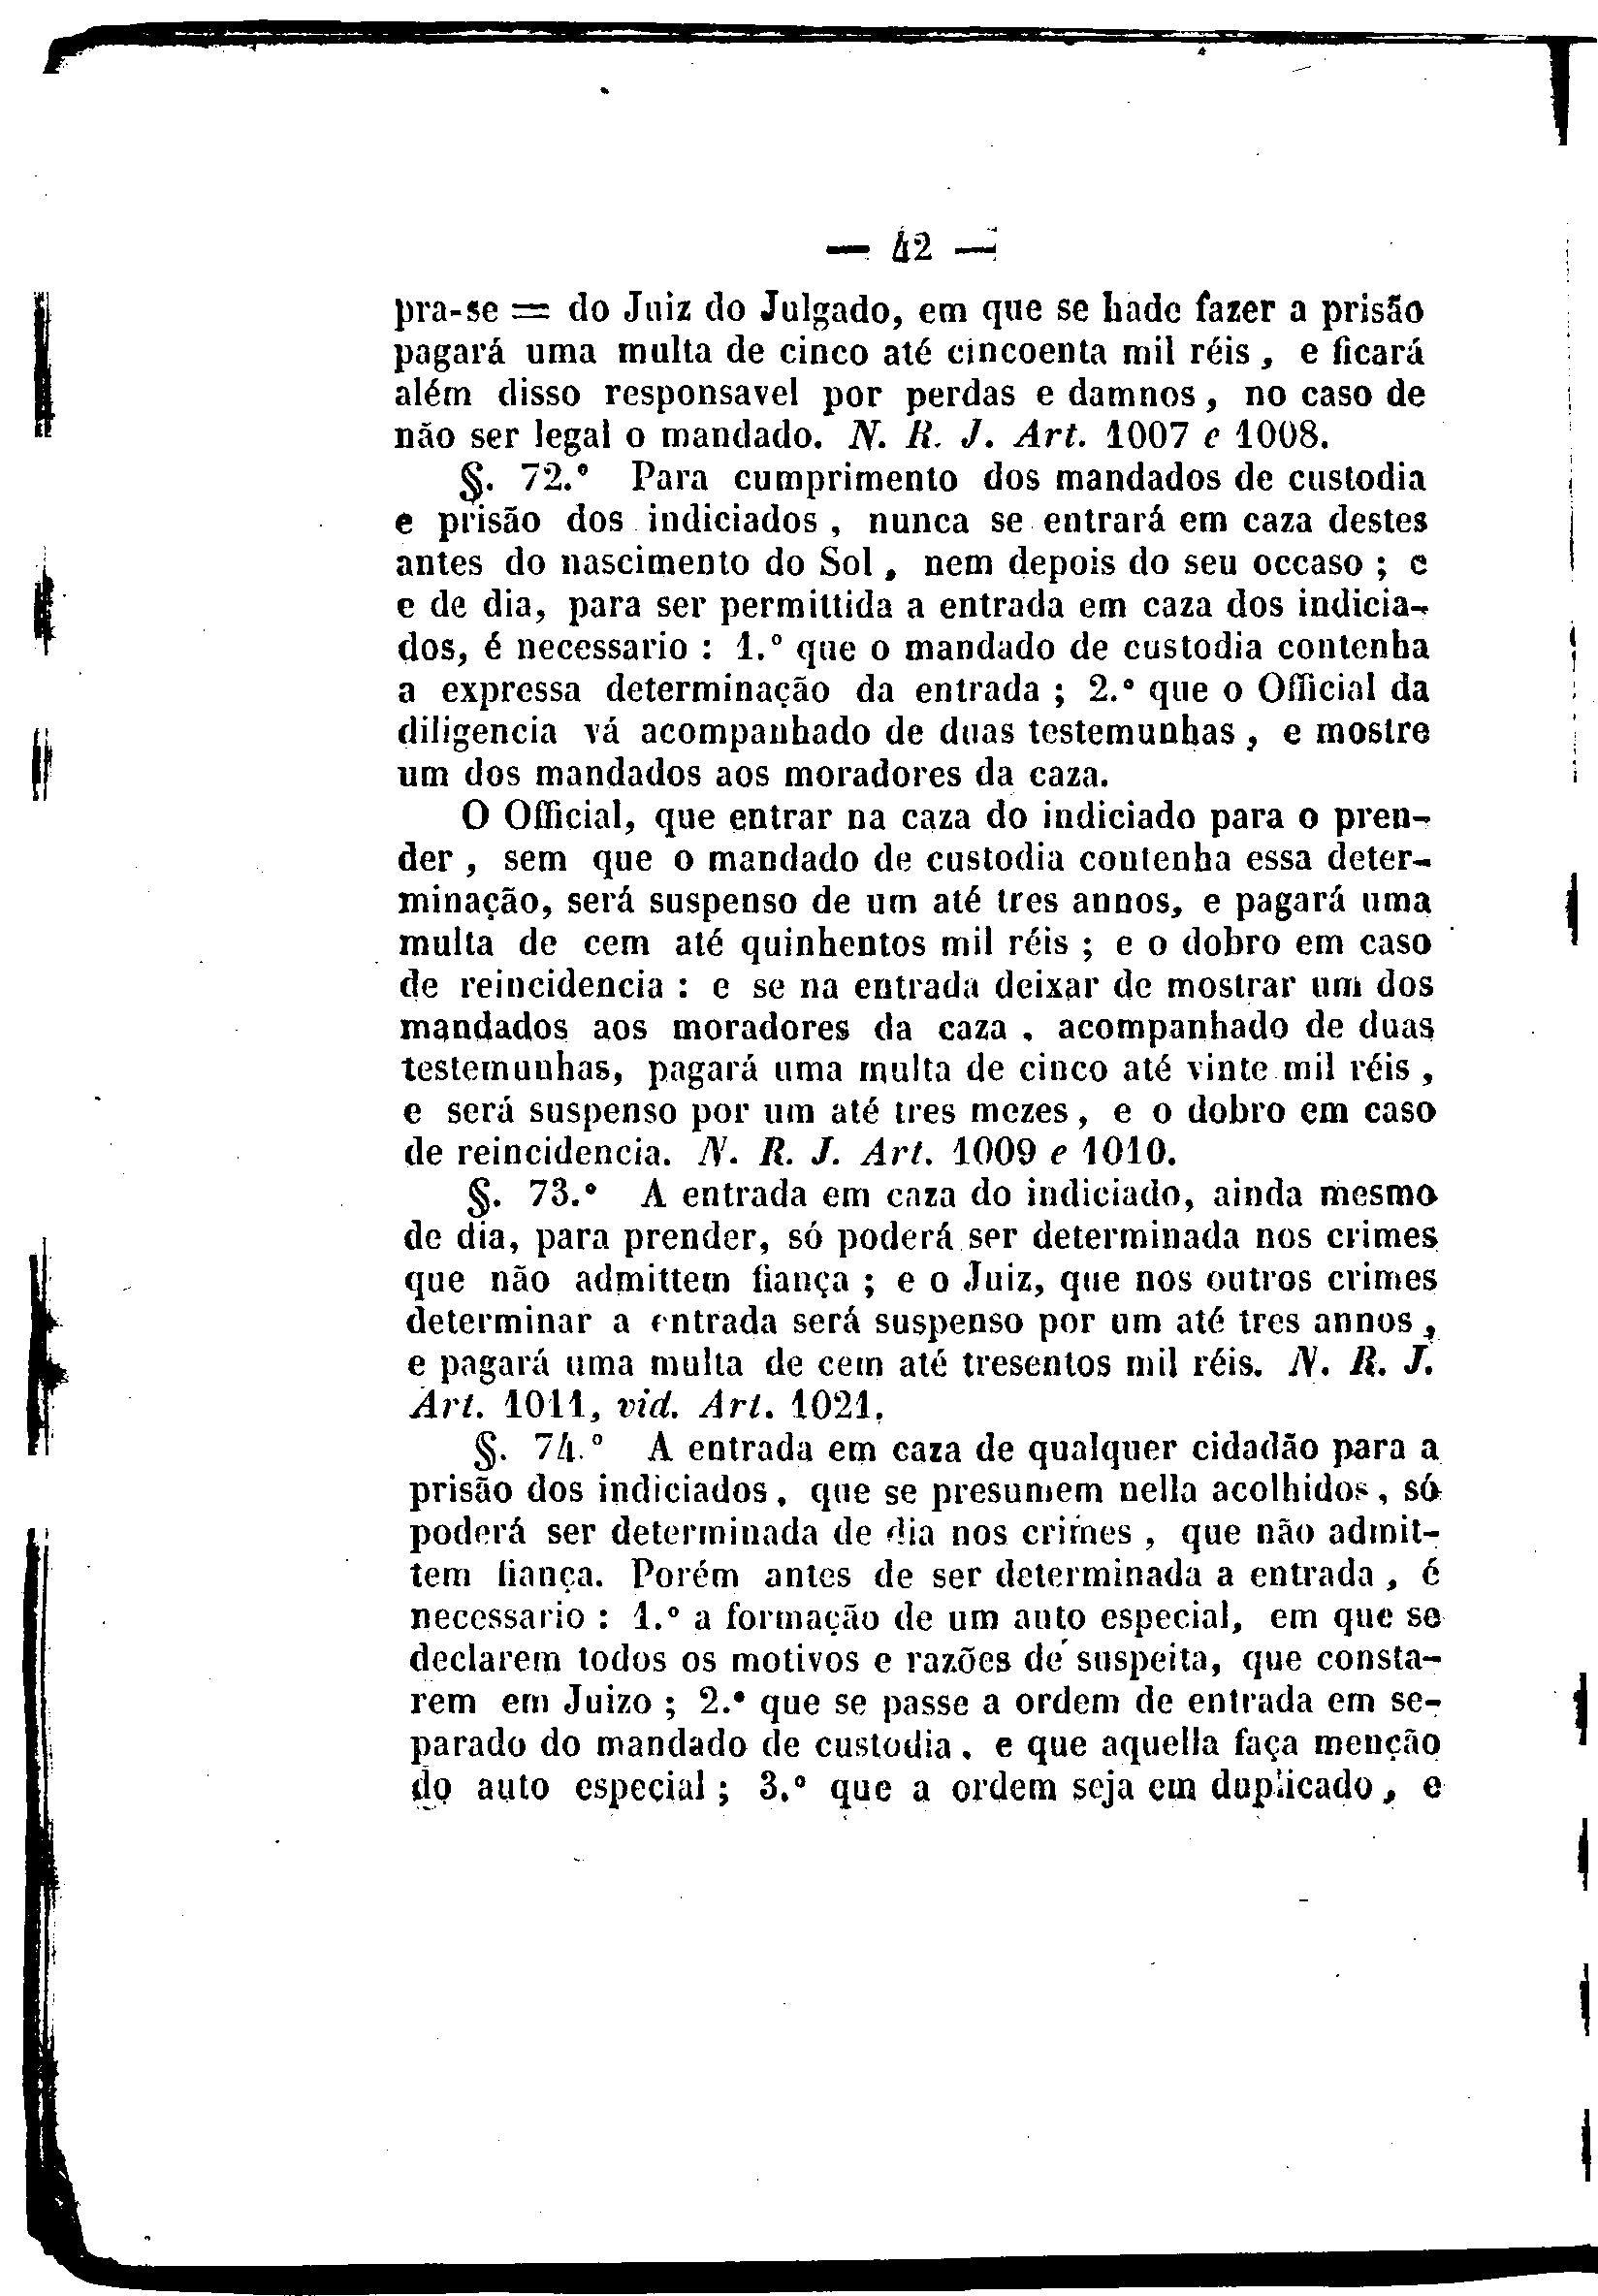 — 42 —
pra-se = do Juiz do Julgado, em que se hade fazer a prisão
pagará uma multa de cinco até cincoenta mil réis, e ficará
além disso responsavel por perdas e damnos, no caso de
não ser legal o mandado. N. R. J. Art. 1007 e 1008.
§. 72.º Para cumprimento dos mandados de custodia
e prisão dos indiciados, nunca se entrará em caza destes
antes do nascimento do Sol, nem depois do seu occaso; e
e de dia, para ser permittida a entrada em caza dos indicia-
dos, é necessario: 1.º que o mandado de custodia contenha
a expressa determinação da entrada; 2.º que o Official da
diligencia vá acompanhado de duas testemunhas, e mostre
um dos mandados aos moradores da caza.
O Official, que entrar na caza do indiciado para o pren-
der, sem que o mandado de custodia contenha essa deter-
minação, será suspenso de um até tres annos, e pagará uma
multa de cem até quinhentos mil réis; e o dobro em caso
de reincidencia: e se na entrada deixar de mostrar um dos
mandados aos moradores da caza, acompanhado de duas
testemunhas, pagará uma multa de cinco até vinte mil réis,
e será suspenso por um até tres mezes, e o dobro em caso
de reincidencia. N. R. J. Art. 1009 e 1010.
§. 73.º A entrada em caza do indiciado, ainda mesmo
de dia, para prender, só poderá ser determinada nos crimes
que não admittem fiança; e o Juiz, que nos outros crimes
determinar a entrada será suspenso por um até tres annos,
e pagará uma multa de cem até tresentos mil réis. N. R. J.
Art. 1011, vid. Art. 1021.
§. 74.º A entrada em caza de qualquer cidadão para a
prisão dos indiciados, que se presumem nella acolhidos, só
poderá ser determinada de dia nos crimes, que não admit-
tem fiança. Porém antes de ser determinada a entrada, é
necessario: 1.º a formação de um auto especial, em que se
declarem todos os motivos e razões de suspeita, que consta-
rem em Juizo; 2.º que se passe a ordem de entrada em se-
parado do mandado de custodia, e que aquella faça menção
do auto especial; 3.º que a ordem seja em duplicado, e